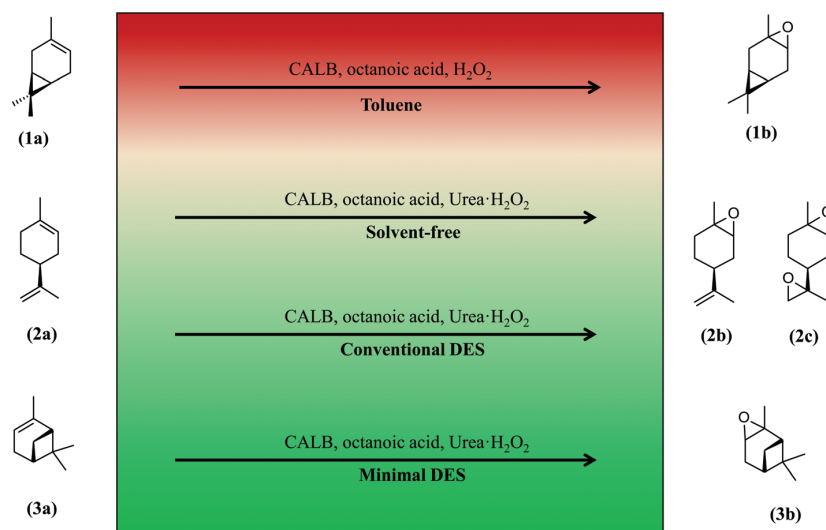 CALB, octanoic acid, H₂O₂
Toluene
(1a)
(1b)
O
CALB, octanoic acid, Urea·H₂O₂
Solvent-free
(2a)
O
O
O
(2b)
(2c)
CALB, octanoic acid, Urea·H₂O₂
Conventional DES
CALB, octanoic acid, Urea·H₂O₂
Minimal DES
(3a)
O
(3b)